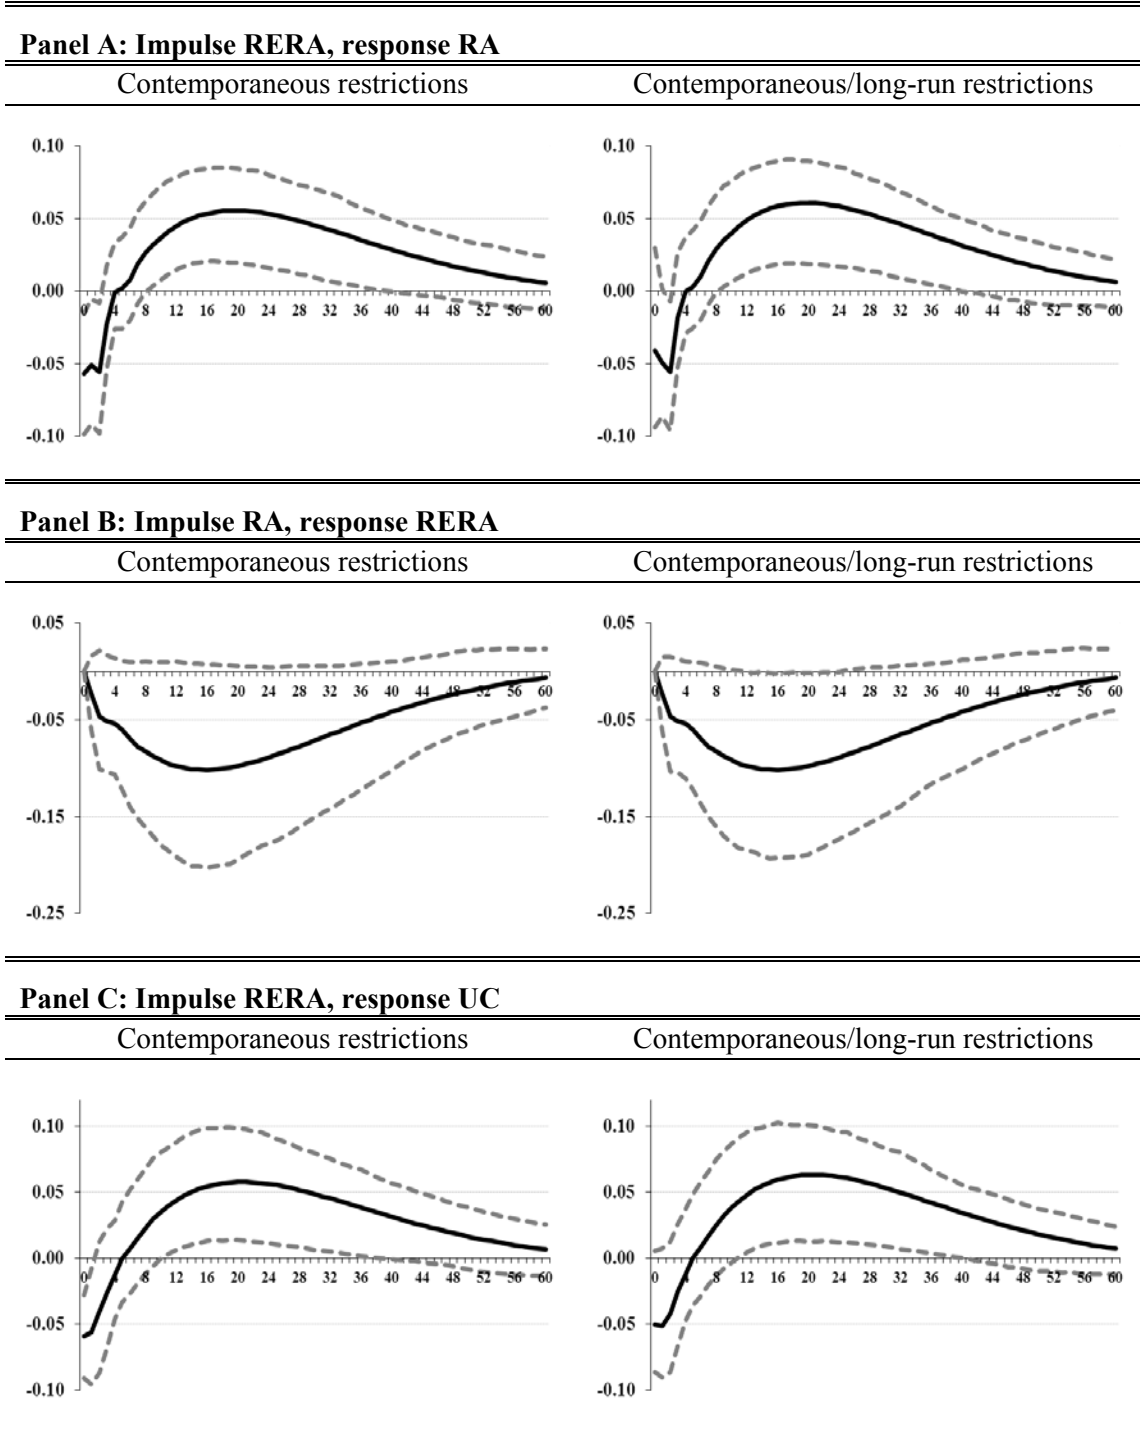 Panel A: Impulse RERA, response RA
Contemporaneous restrictions Contemporaneous/long-run restrictions
0.10
0.05
0.00
-0.05
-0.10
0 4 8 12 16 20 24 28 32 36 40 44 48 52 56 60
0.10
0.05
0.00
-0.05
-0.10
0 4 8 12 16 20 24 28 32 36 40 44 48 52 56 60
Panel B: Impulse RA, response RERA
Contemporaneous restrictions Contemporaneous/long-run restrictions
0.05
-0.05
-0.15
-0.25
0 4 8 12 16 20 24 28 32 36 40 44 48 52 56 60
0.05
-0.05
-0.15
-0.25
0 4 8 12 16 20 24 28 32 36 40 44 48 52 56 60
Panel C: Impulse RERA, response UC
Contemporaneous restrictions Contemporaneous/long-run restrictions
0.10
0.05
0.00
-0.05
-0.10
0 4 8 12 16 20 24 28 32 36 40 44 48 52 56 60
0.10
0.05
0.00
-0.05
-0.10
0 4 8 12 16 20 24 28 32 36 40 44 48 52 56 60